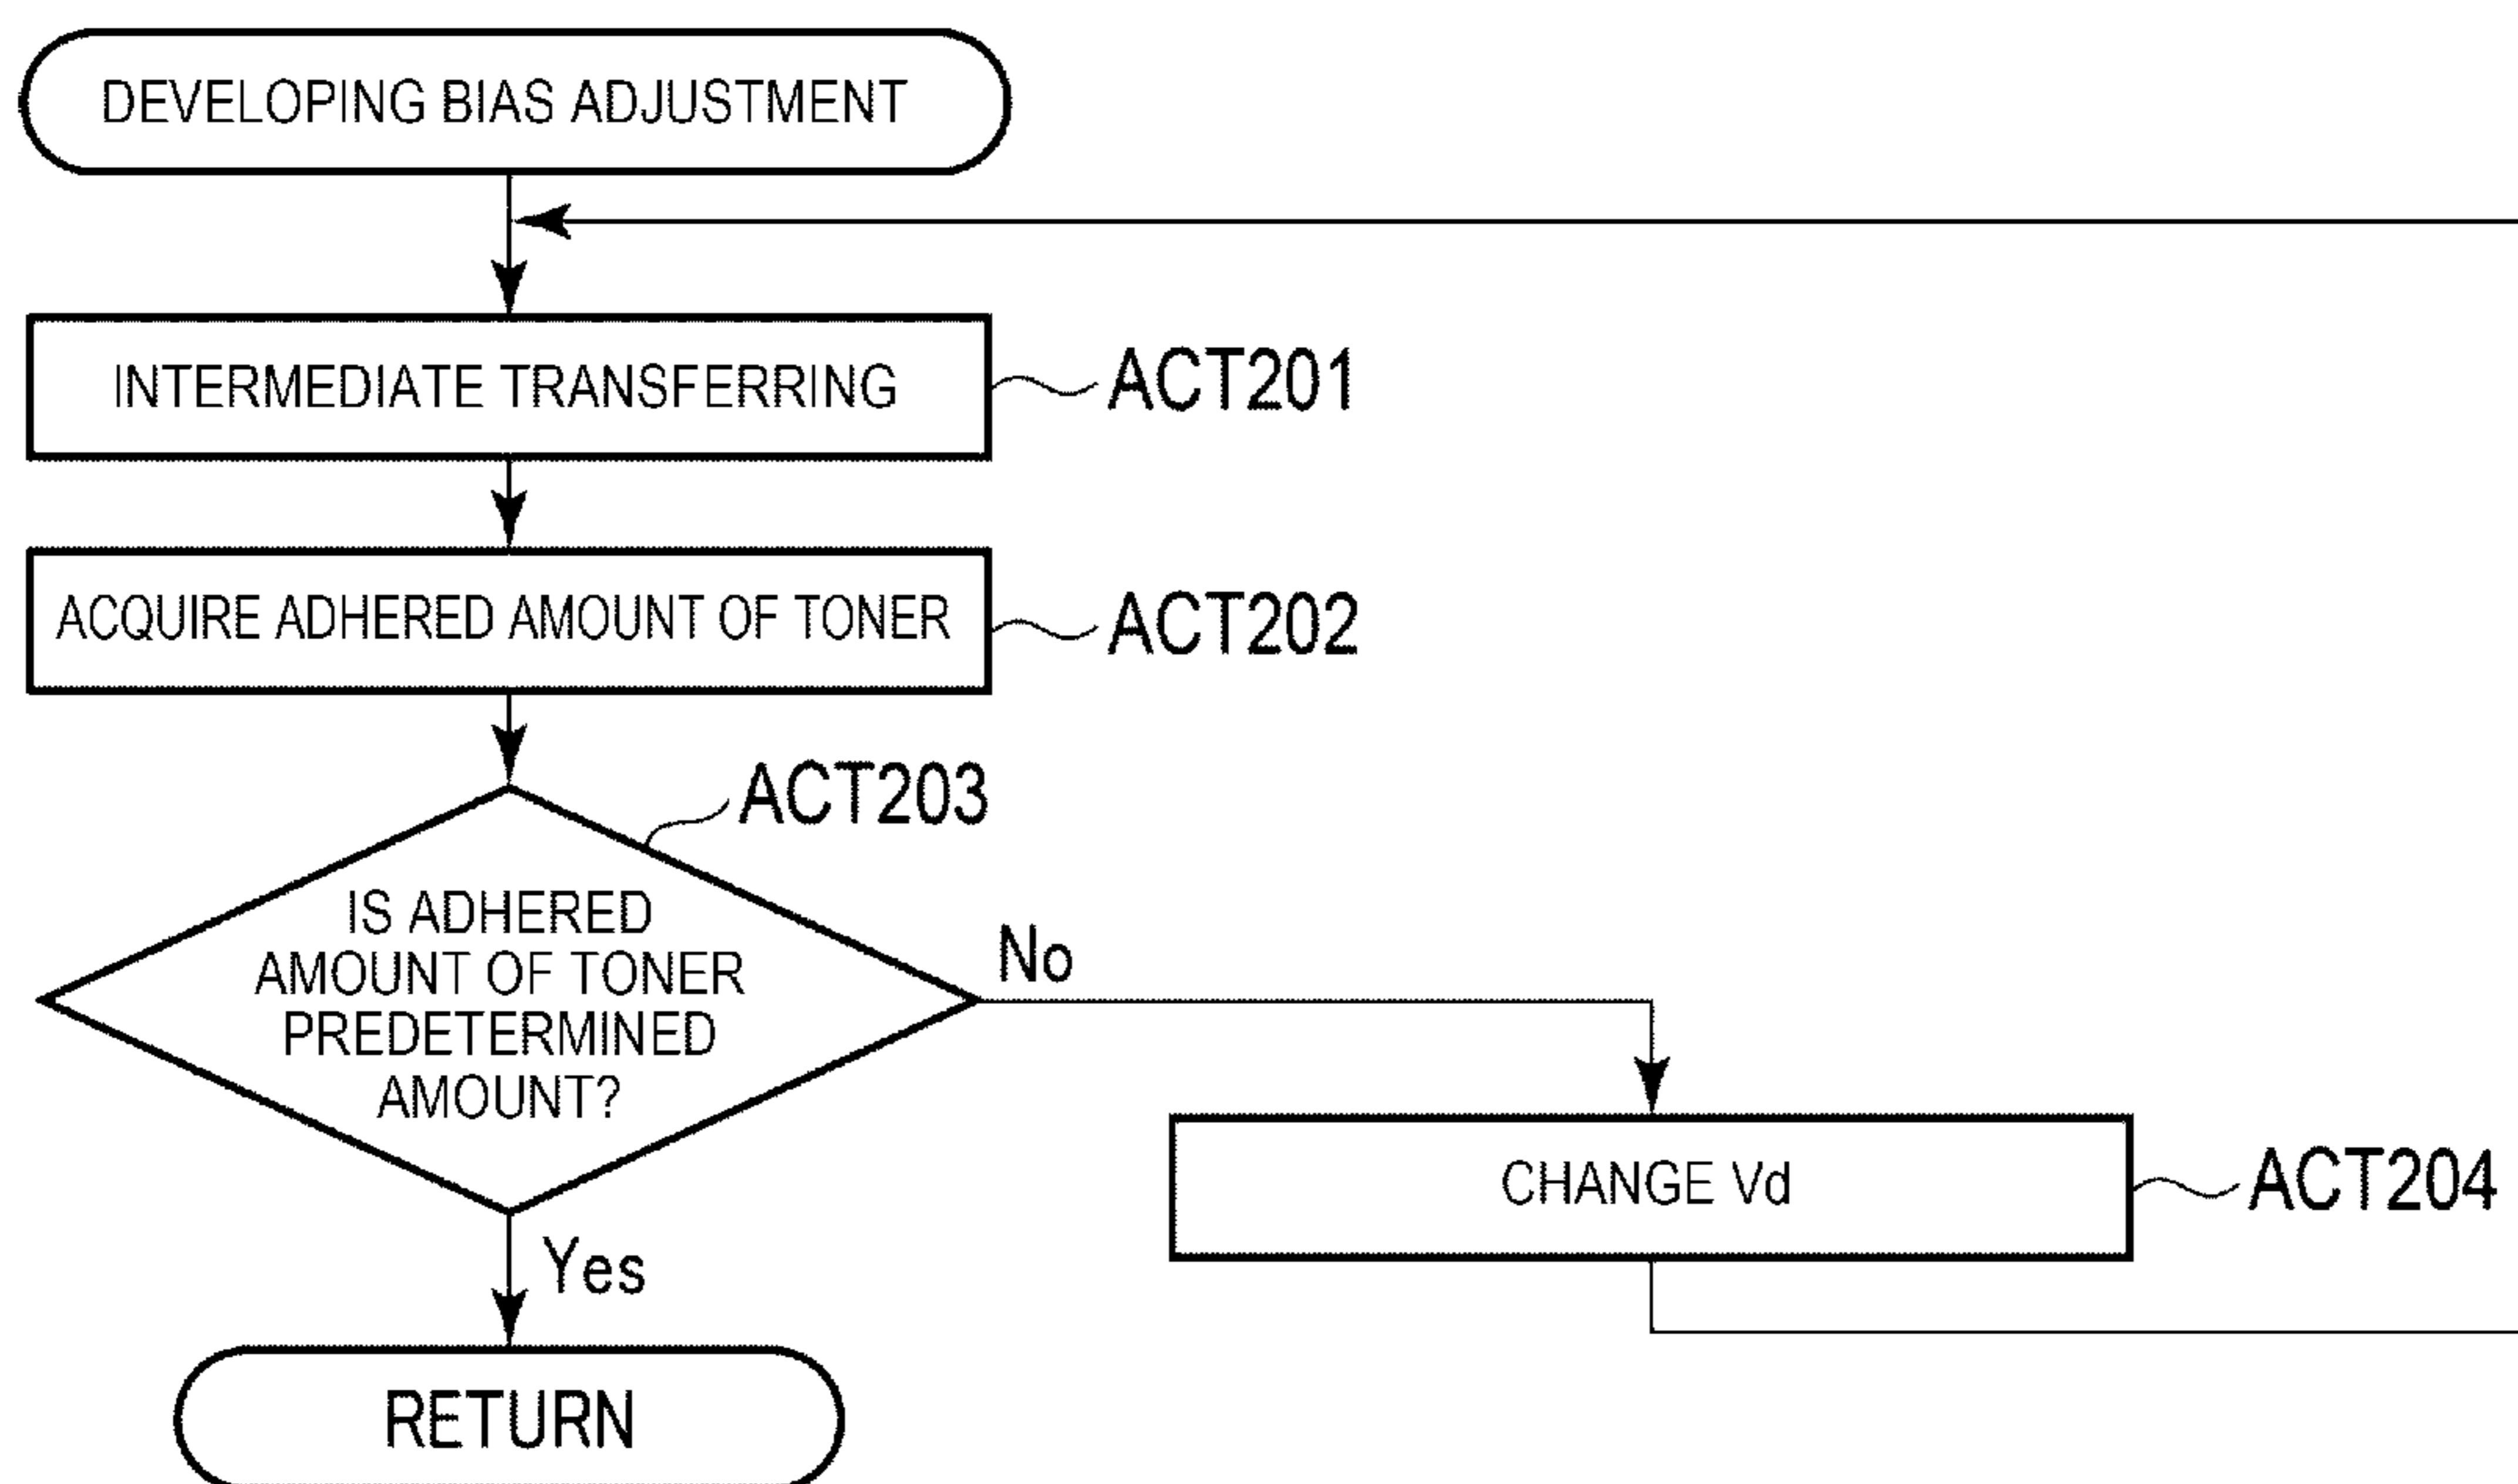 DEVELOPING BIAS ADJUSTMENT
INTERMEDIATE TRANSFERRING
ACT201
ACQUIRE ADHERED AMOUNT OF TONER
ACT202
ACT203
IS ADHERED
AMOUNT OF TONER
PREDETERMINED
AMOUNT?
No
CHANGE Vd
ACT204
Yes
RETURN